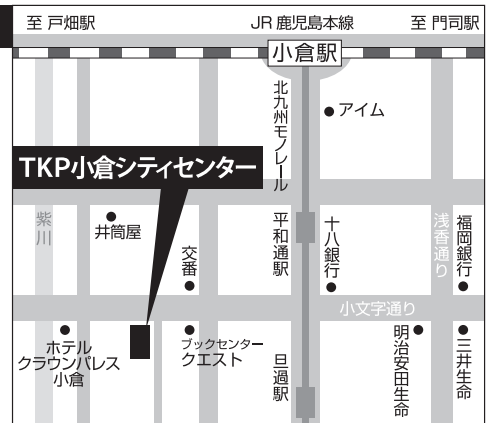 至 戸畑駅
JR 鹿児島本線
至 門司駅
小倉駅
北九州モノレール
アイム
TKP小倉シティセンター
紫川
井筒屋
交番
平和通駅
十八銀行
浅香通り
福岡銀行
小文字通り
ホテル
クラウンパレス
小倉
ブックセンター
クエスト
旦過駅
明治安田生命
三井生命